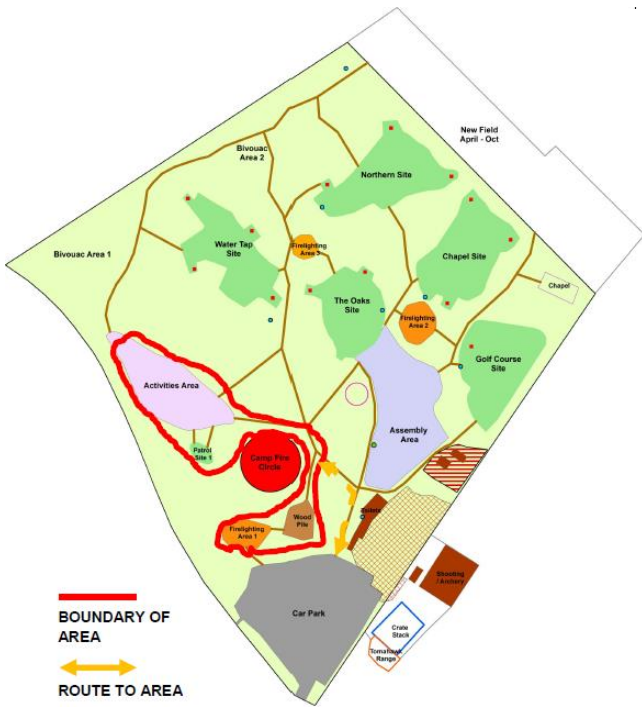 New Field
April - Oct
Bivouac
Area 2
Northern Site
Bivouac Area 1
Water Tap
Site
Firelighting
Area 3
Chapel Site
Chapel
The Oaks
Site
Firelighting
Area 2
Golf Course
Site
Activities Area
Assembly
Area
Patrol
Site 1
Camp Fire
Circle
Wood
Pile
Toilets
Firelighting
Area 1
Shooting
/ Archery
Car Park
Crate
Stack
Tomahawk
Range
BOUNDARY OF
AREA
ROUTE TO AREA